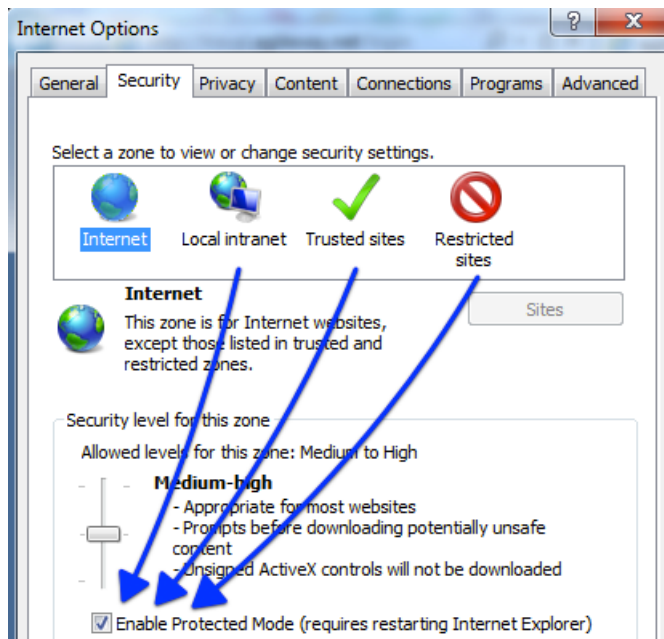 Internet Options
General Security Privacy Content Connections Programs Advanced
Select a zone to view or change security settings.
Internet Local intranet Trusted sites Restricted
sites
Internet
Sites
This zone is for Internet websites,
except those listed in trusted and
restricted zones.
Security level for this zone
Allowed levels for this zone: Medium to High
Medium-high
- Appropriate for most websites
- Prompts before downloading potentially unsafe
content
- Unsigned ActiveX controls will not be downloaded
Enable Protected Mode (requires restarting Internet Explorer)